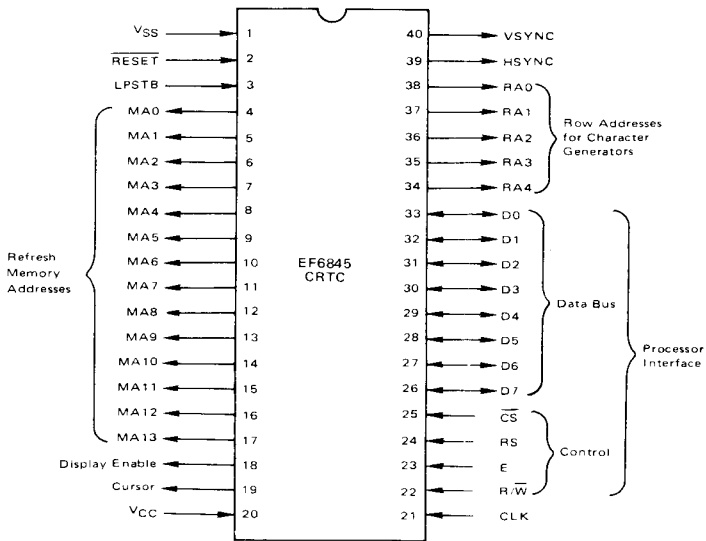 VSS 1
RESET 2
LPSTB 3
MA0 4
MA1 5
MA2 6
MA3 7
MA4 8
MA5 9
MA6 10
MA7 11
MA8 12
MA9 13
MA10 14
MA11 15
MA12 16
MA13 17
Display Enable 18
Cursor 19
VCC 20
Refresh
Memory
Addresses
EF6845
CRTC
40 VSYNC
39 HSYNC
38 RA0
37 RA1
36 RA2
35 RA3
34 RA4
33 D0
32 D1
31 D2
30 D3
29 D4
28 D5
27 D6
26 D7
25 CS
24 RS
23 E
22 R/W
21 CLK
Row Addresses
for Character
Generators
Data Bus
Control
Processor
Interface